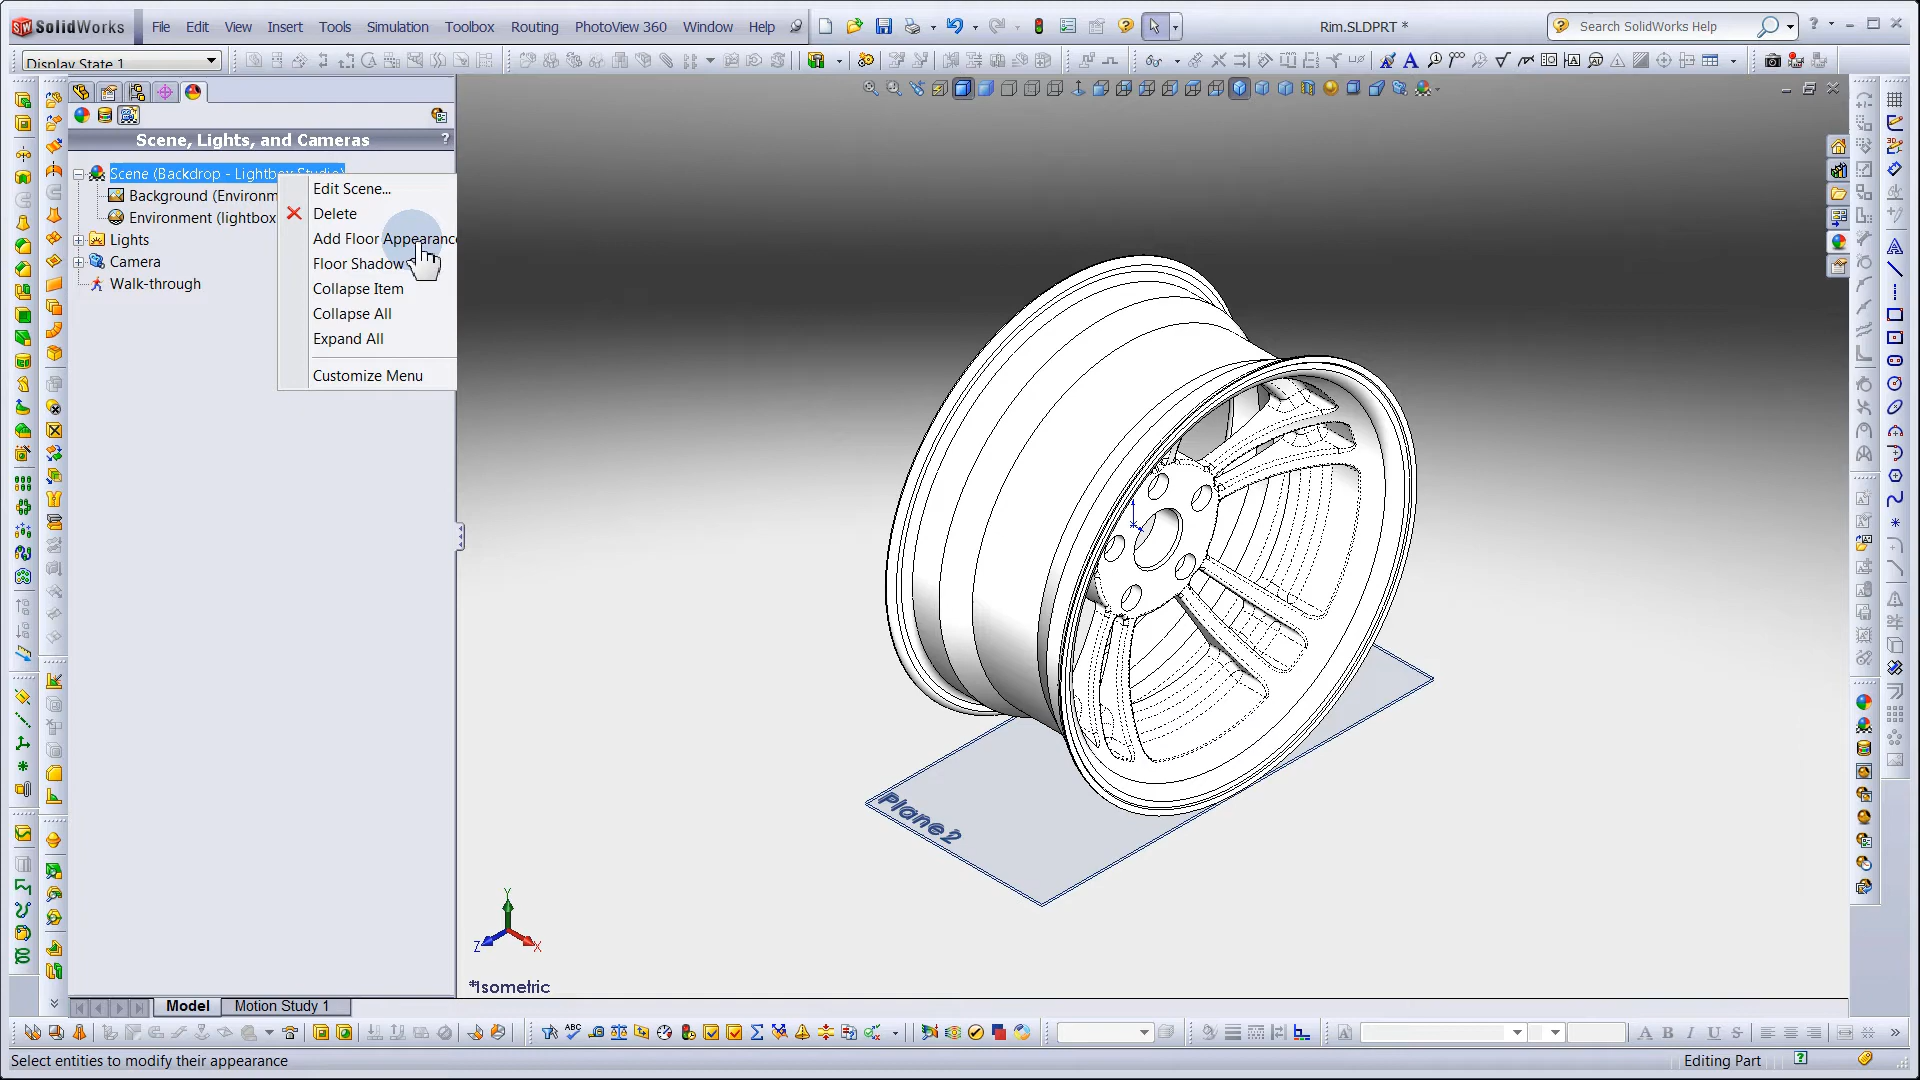 SolidWorks File Edit View Insert Tools Simulation Toolbox Routing PhotoView 360 Window Help Rim.SLDPRT * Search SolidWorks Help
Display State 1
Scene, Lights, and Cameras ?
Scene (Backdrop - Lightbox Studio)
Background (Environm
Environment (lightbox
Lights
Camera
Walk-through
Edit Scene...
Delete
Add Floor Appearance
Floor Shadow
Collapse Item
Collapse All
Expand All
Customize Menu
Plane2
Y
Z
X
*Isometric
Model Motion Study 1
Select entities to modify their appearance
Editing Part